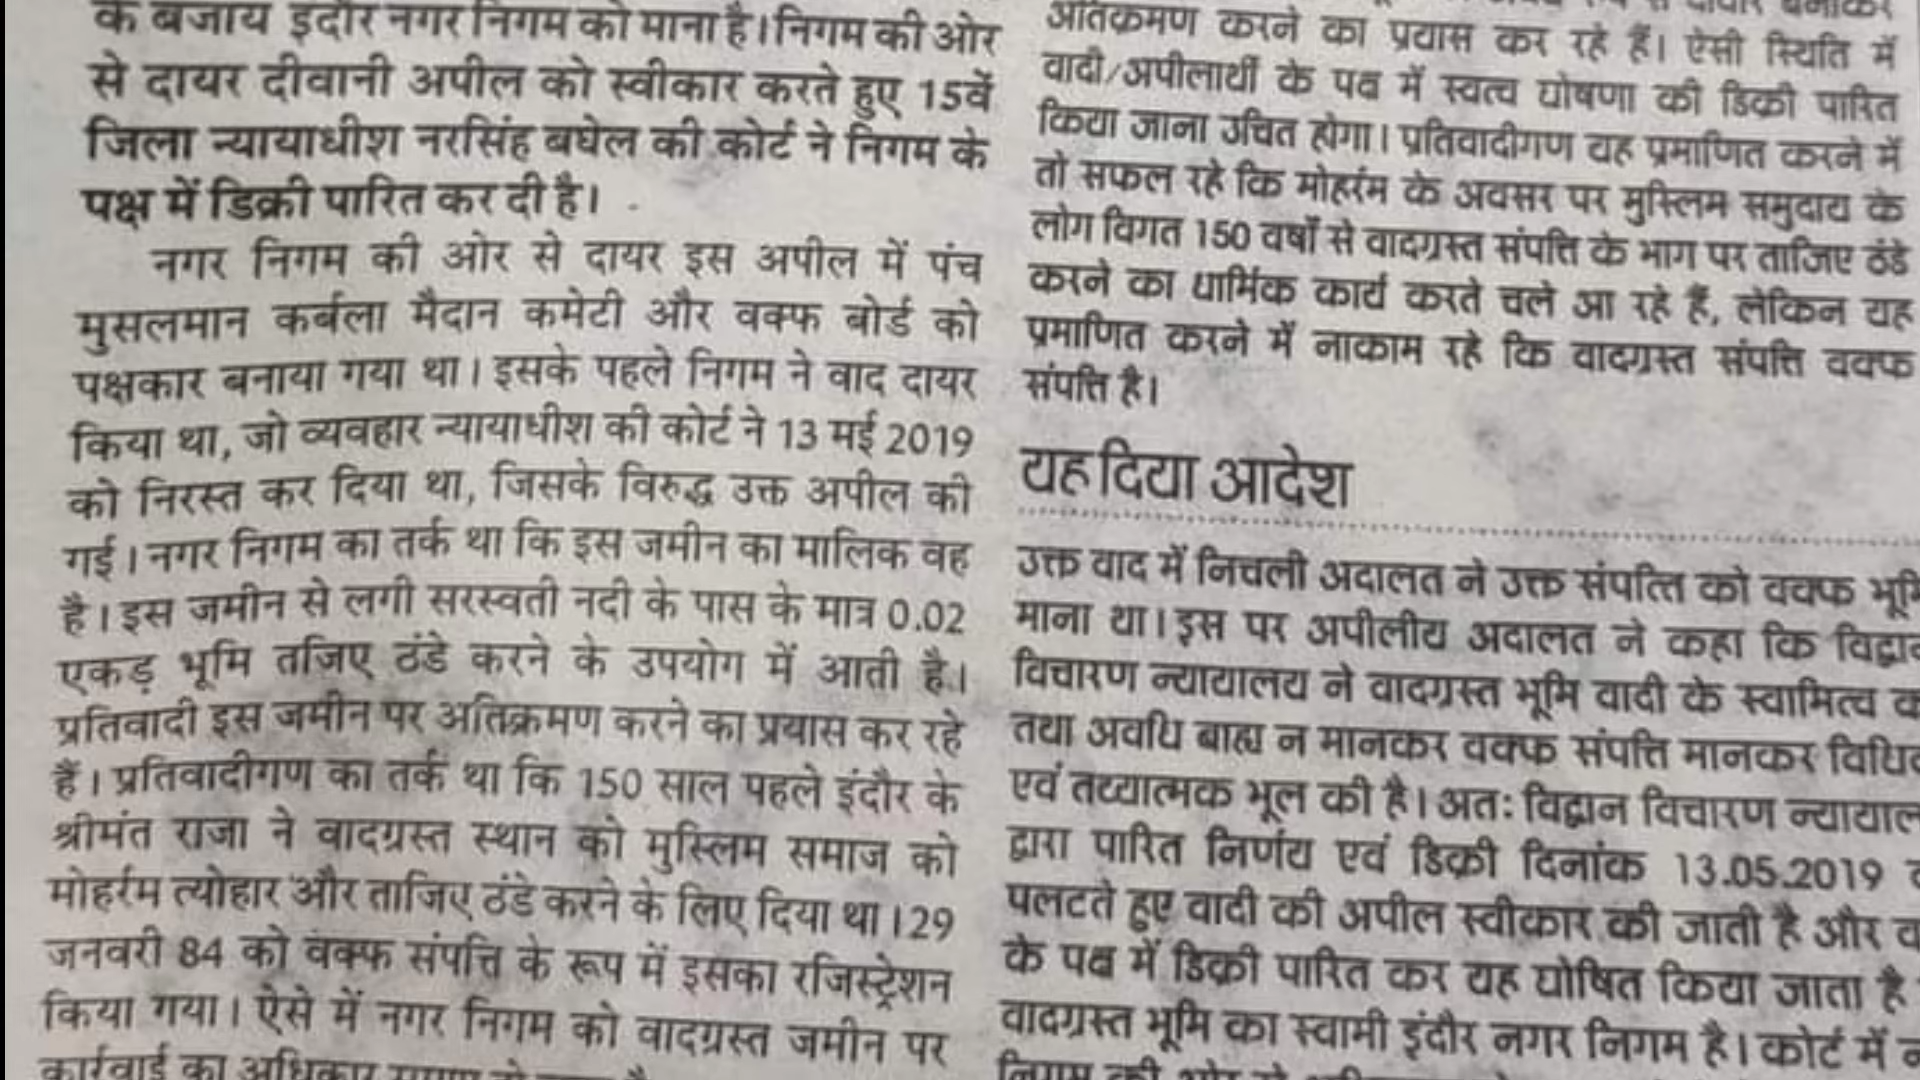 के बजाय इंदौर नगर निगम को माना है। निगम की ओर
से दायर दीवानी अपील को स्वीकार करते हुए 15वें
जिला न्यायाधीश नरसिंह बघेल की कोर्ट ने निगम के
पक्ष में डिक्री पारित कर दी है।
नगर निगम की ओर से दायर इस अपील में पंच
मुसलमान कर्बला मैदान कमेटी और वक्फ बोर्ड को
पक्षकार बनाया गया था। इसके पहले निगम ने वाद दायर
किया था, जो व्यवहार न्यायाधीश की कोर्ट ने 13 मई 2019
को निरस्त कर दिया था, जिसके विरुद्ध उक्त अपील की
गई। नगर निगम का तर्क था कि इस जमीन का मालिक वह
है। इस जमीन से लगी सरस्वती नदी के पास के मात्र 0.02
एकड़ भूमि तजिए ठंडे करने के उपयोग में आती है।
प्रतिवादी इस जमीन पर अतिक्रमण करने का प्रयास कर रहे
हैं। प्रतिवादीगण का तर्क था कि 150 साल पहले इंदौर के
श्रीमंत राजा ने वादग्रस्त स्थान को मुस्लिम समाज को
मोहर्रम त्योहार और ताजिए ठंडे करने के लिए दिया था। 29
जनवरी 84 को वक्फ संपत्ति के रूप में इसका रजिस्ट्रेशन
किया गया। ऐसे में नगर निगम को वादग्रस्त जमीन पर
कार्रवाई का अधिकार
दीवार बनाकर
अतिक्रमण करने का प्रयास कर रहे हैं। ऐसी स्थिति में
वादी/अपीलार्थी के पक्ष में स्वत्व घोषणा की डिक्री पारित
किया जाना उचित होगा। प्रतिवादीगण यह प्रमाणित करने में
तो सफल रहे कि मोहर्रम के अवसर पर मुस्लिम समुदाय के
लोग विगत 150 वर्षों से वादग्रस्त संपत्ति के भाग पर ताजिए ठंडे
करने का धार्मिक कार्य करते चले आ रहे हैं, लेकिन यह
प्रमाणित करने में नाकाम रहे कि वादग्रस्त संपत्ति वक्फ
संपत्ति है।
यह दिया आदेश
उक्त वाद में निचली अदालत ने उक्त संपत्ति को वक्फ
माना था। इस पर अपीलीय अदालत ने कहा कि
विचारण न्यायालय ने वादग्रस्त भूमि वादी के स्वामित्व
तथा अवधि बाह्य न मानकर वक्फ संपत्ति मानकर
एवं तथ्यात्मक भूल की है। अतः विद्वान विचारण
द्वारा पारित निर्णय एवं डिक्री दिनांक 13.05.2019
पलटते हुए वादी की अपील स्वीकार की जाती है और
के पक्ष में डिक्री पारित कर यह घोषित किया जाता है
वादग्रस्त भूमि का स्वामी इंदौर नगर निगम है। कोर्ट में
निगम की ओर से